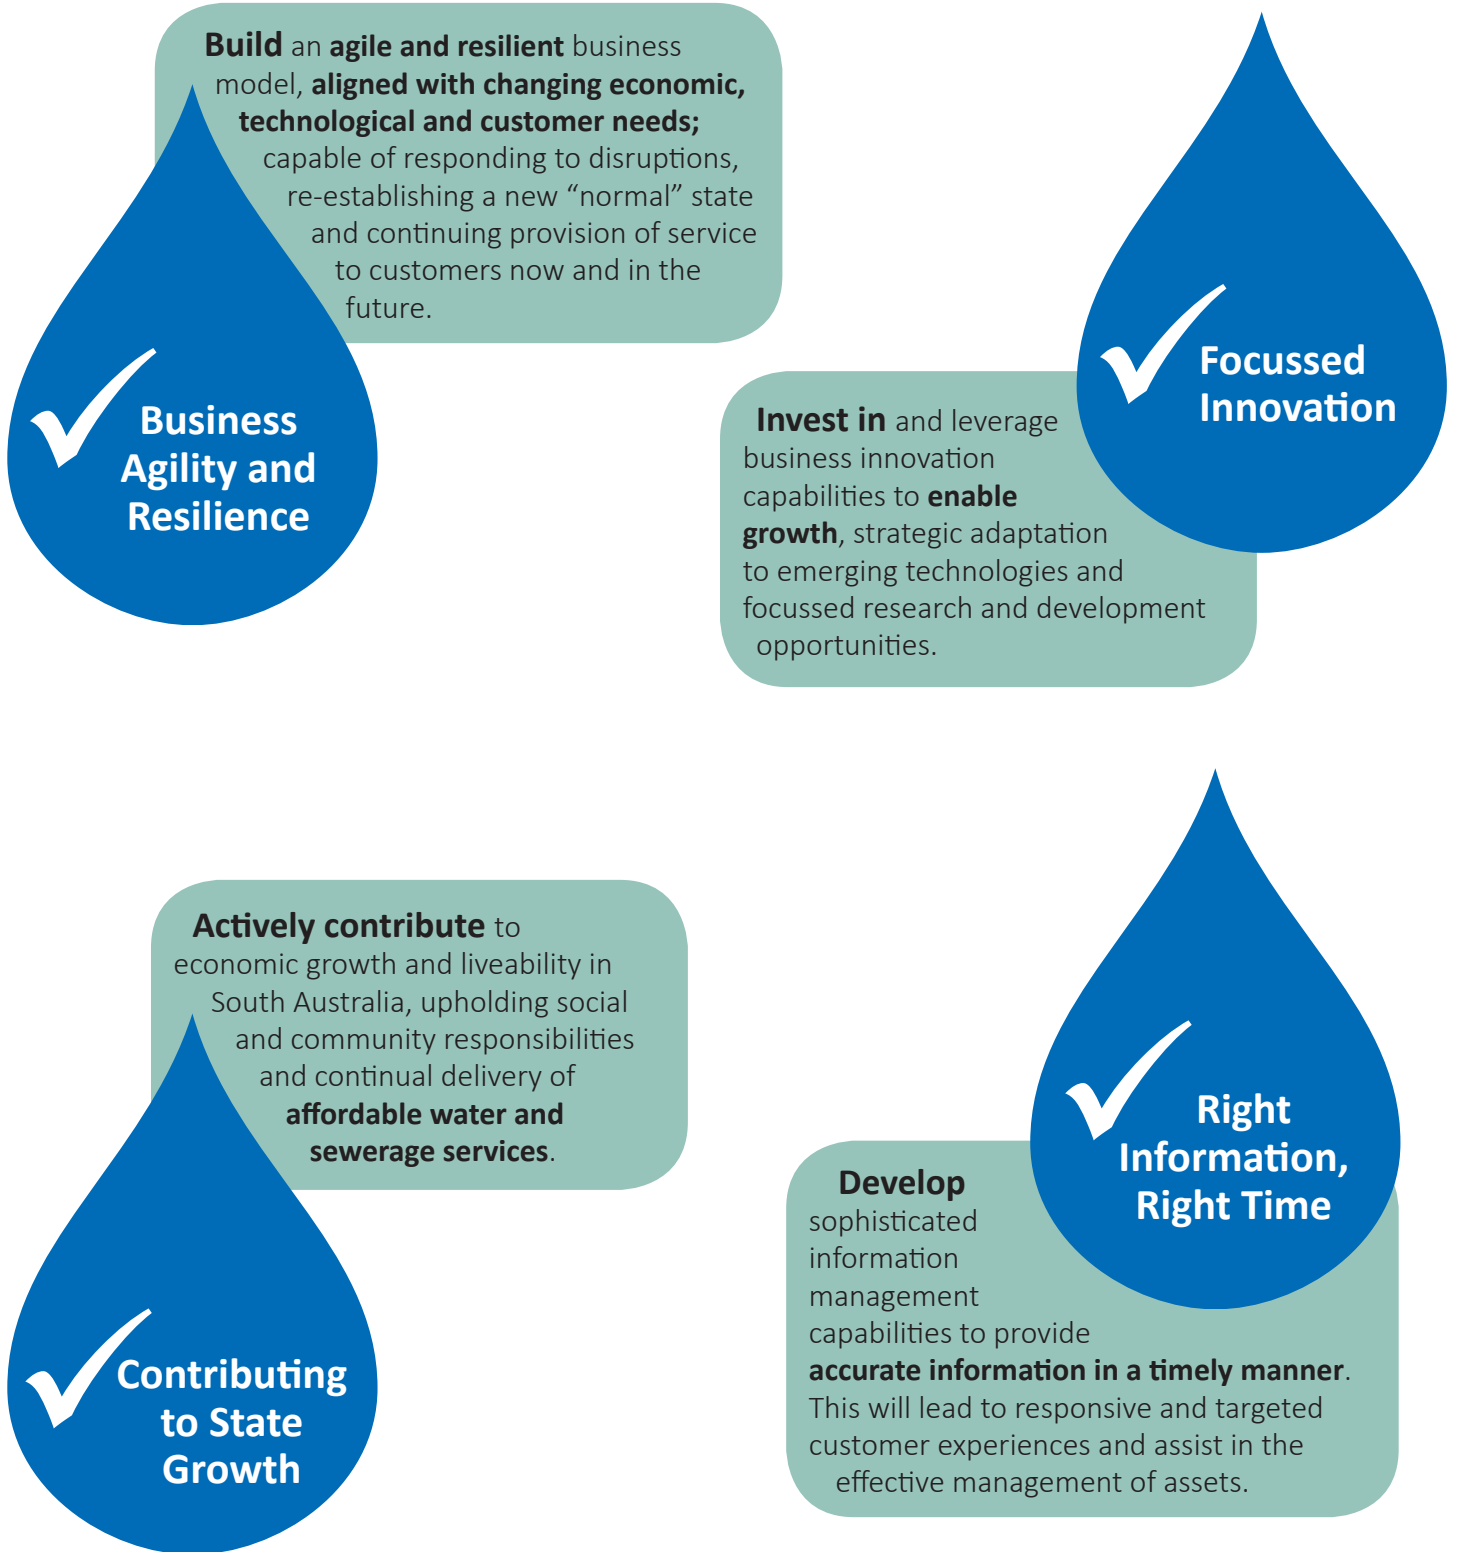 Build an agile and resilient business
model, aligned with changing economic,
technological and customer needs;
capable of responding to disruptions,
re-establishing a new “normal” state
and continuing provision of service
to customers now and in the
future.
Business
Agility and
Resilience
Focussed
Innovation
Invest in and leverage
business innovation
capabilities to enable
growth, strategic adaptation
to emerging technologies and
focussed research and development
opportunities.
Actively contribute to
economic growth and liveability in
South Australia, upholding social
and community responsibilities
and continual delivery of
affordable water and
sewerage services.
Contributing
to State
Growth
Right
Information,
Right Time
Develop
sophisticated
information
management
capabilities to provide
accurate information in a timely manner.
This will lead to responsive and targeted
customer experiences and assist in the
effective management of assets.